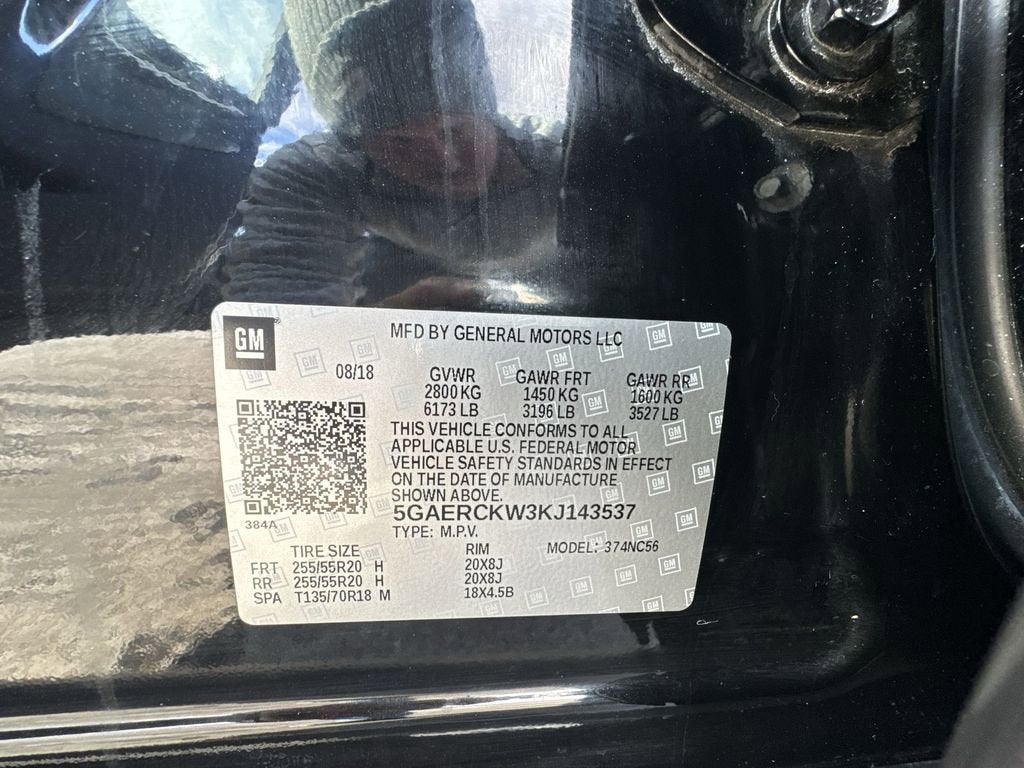 GM
MFD BY GENERAL MOTORS LLC
08/18 GVWR GAWR FRT GAWR RR
2800 KG 1450 KG 1600 KG
6173 LB 3196 LB 3527 LB
THIS VEHICLE CONFORMS TO ALL
APPLICABLE U.S. FEDERAL MOTOR
VEHICLE SAFETY STANDARDS IN EFFECT
ON THE DATE OF MANUFACTURE
SHOWN ABOVE.
5GAERCKW3KJ143537
384A TYPE: M.P.V.
TIRE SIZE RIM MODEL: 374NC56
FRT 255/55R20 H 20X8J
RR 255/55R20 H 20X8J
SPA T135/70R18 M 18X4.5B